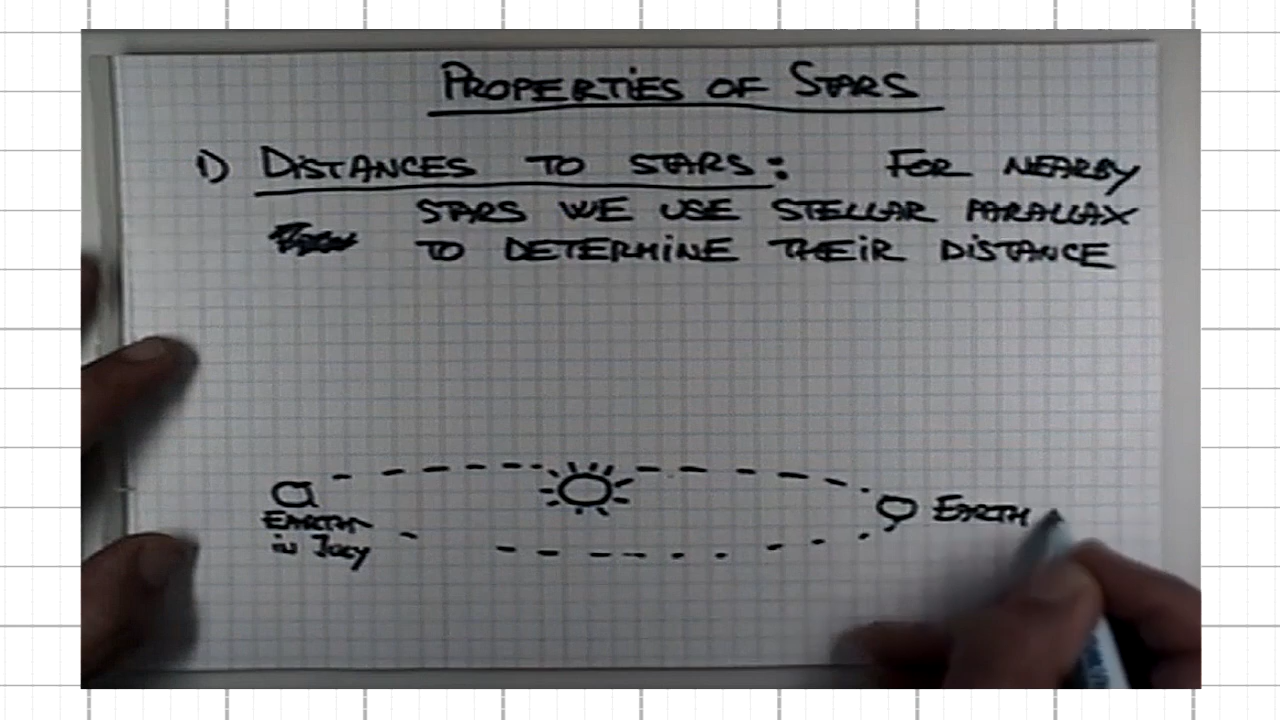 PROPERTIES OF STARS
1) DISTANCES TO STARS: FOR NEARBY
STARS WE USE STELLAR PARALLAX
TO DETERMINE THEIR DISTANCE
EARTH
EARTH
in July